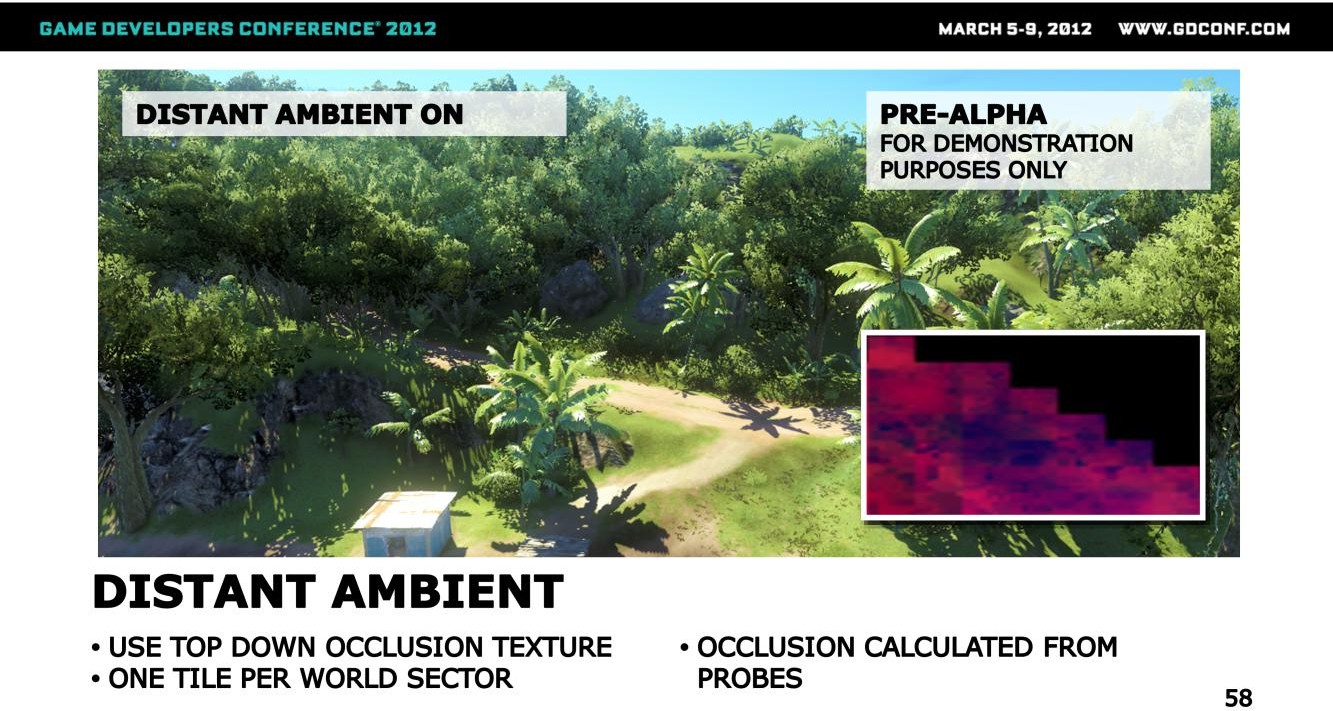 GAME DEVELOPERS CONFERENCE® 2012
MARCH 5-9, 2012 WWW.GDCONF.COM
DISTANT AMBIENT ON
PRE-ALPHA
FOR DEMONSTRATION
PURPOSES ONLY
DISTANT AMBIENT
• USE TOP DOWN OCCLUSION TEXTURE
• ONE TILE PER WORLD SECTOR
• OCCLUSION CALCULATED FROM
PROBES
58